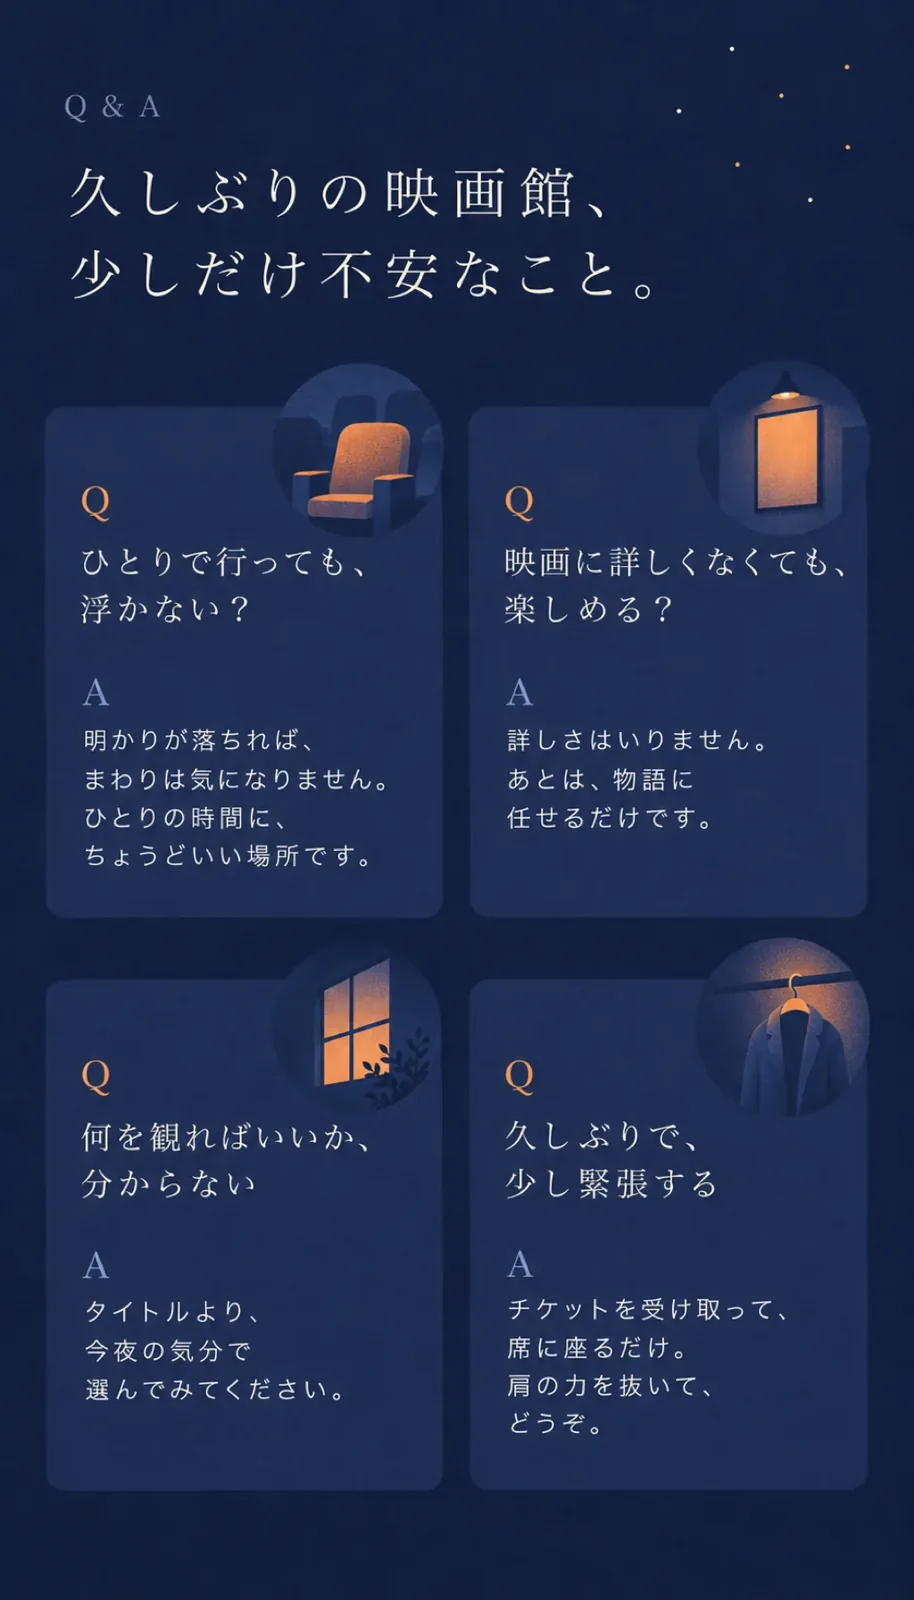 Q & A
久しぶりの映画館、
少しだけ不安なこと。
Q
ひとりで行っても、
浮かない？
A
明かりが落ちれば、
まわりは気になりません。
ひとりの時間に、
ちょうどいい場所です。
Q
映画に詳しくなくても、
楽しめる？
A
詳しさはいりません。
あとは、物語に
任せるだけです。
Q
何を観ればいいか、
分からない
A
タイトルより、
今夜の気分で
選んでみてください。
Q
久しぶりで、
少し緊張する
A
チケットを受け取って、
席に座るだけ。
肩の力を抜いて、
どうぞ。